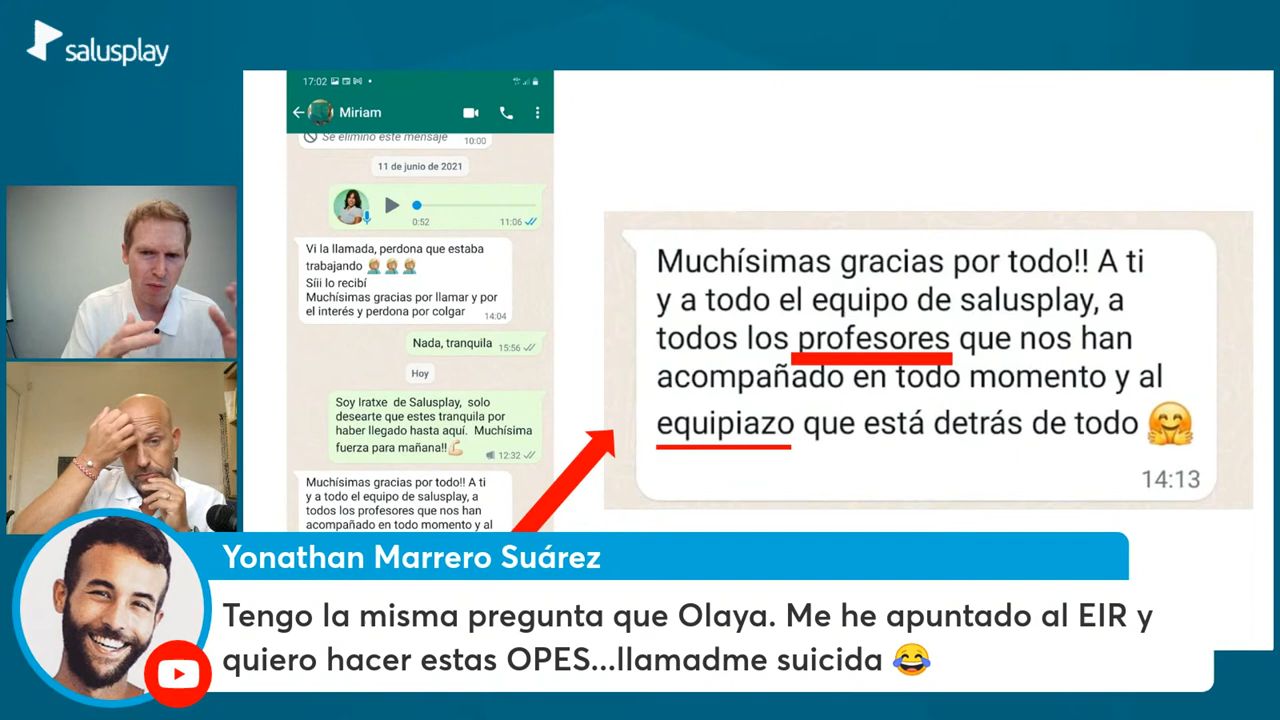 salusplay
17:02
Miriam
Se eliminó este mensaje
10:00
11 de junio de 2021
0:52
11:06
Vi la llamada, perdona que estaba
trabajando
Síii lo recibí
Muchísimas gracias por llamar y por
el interés y perdona por colgar
14:04
Nada, tranquila
15:56
Hoy
Soy Iratxe de Salusplay, solo
desearte que estes tranquila por
haber llegado hasta aquí. Muchísima
fuerza para mañana!!💪
12:32
Muchísimas gracias por todo!! A ti
y a todo el equipo de salusplay, a
todos los profesores que nos han
acompañado en todo momento y al
Muchísimas gracias por todo!! A ti
y a todo el equipo de salusplay, a
todos los profesores que nos han
acompañado en todo momento y al
equipiazo que está detrás de todo 🤗
14:13
Yonathan Marrero Suárez
Tengo la misma pregunta que Olaya. Me he apuntado al EIR y
quiero hacer estas OPES...llamadme suicida 😂